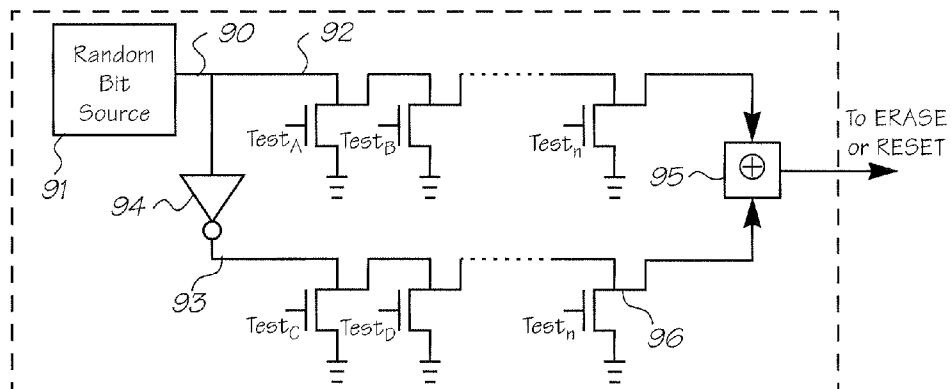 Random
Bit
Source
90
92
91
Test_A
Test_B
Test_n
To ERASE
or RESET
95
94
93
Test_C
Test_D
Test_n
96